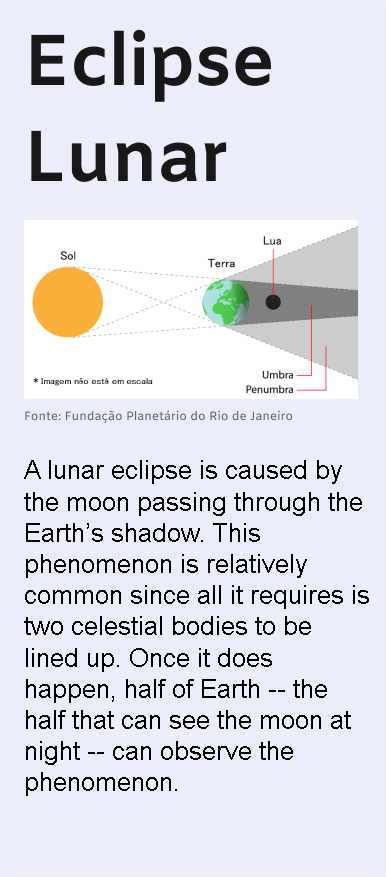 Eclipse
Lunar
Sol
Terra
Lua
Umbra
Penumbra
* Imagem não está em escala
Fonte: Fundação Planetário do Rio de Janeiro
A lunar eclipse is caused by
the moon passing through the
Earth’s shadow. This
phenomenon is relatively
common since all it requires is
two celestial bodies to be
lined up. Once it does
happen, half of Earth -- the
half that can see the moon at
night -- can observe the
phenomenon.